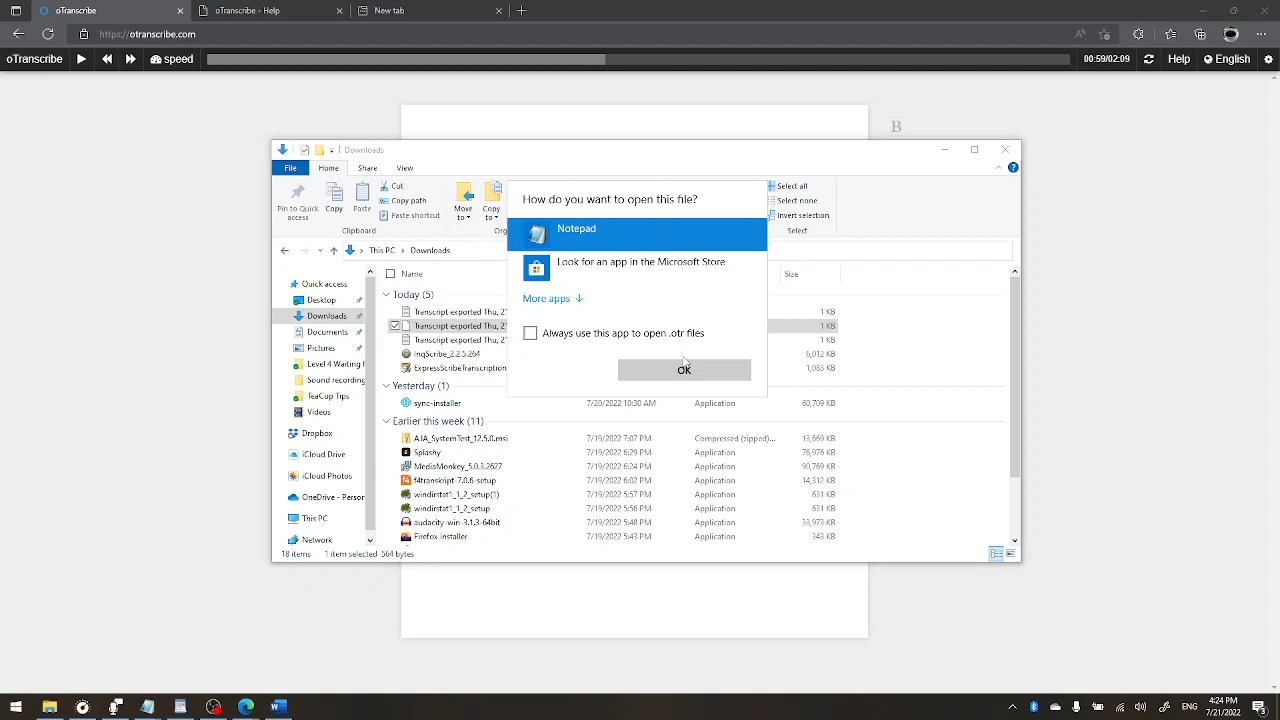 oTranscribe
oTranscribe - Help
New tab
https://otranscribe.com
oTranscribe
speed
00:59/02:09
Help
English
B
Downloads
File
Home
Share
View
Pin to Quick access
Copy
Paste
Cut
Copy path
Paste shortcut
Clipboard
Move to
Copy to
Org
Select all
Select none
Invert selection
Select
This PC > Downloads
Name
Size
Quick access
Desktop
Downloads
Documents
Pictures
Level 4 Waiting f
Sound recording
TeaCup Tips
Videos
Dropbox
iCloud Drive
iCloud Photos
OneDrive - Person
This PC
Network
Today (5)
Transcript exported Thu, 21 1 KB
Transcript exported Thu, 21 1 KB
Transcript exported Thu, 21 1 KB
InqScribe_2.2.5.264 6,012 KB
ExpressScribeTranscription 1,083 KB
Yesterday (1)
sync-installer 7/20/2022 10:30 AM Application 60,709 KB
Earlier this week (11)
AJA_SystemTest_12.5.0.msi 7/19/2022 7:07 PM Compressed (zipped)... 13,669 KB
Splashy 7/19/2022 6:29 PM Application 76,976 KB
MediaMonkey_5.0.3.2627 7/19/2022 6:24 PM Application 90,769 KB
f4transkript-7.0.6-setup 7/19/2022 6:02 PM Application 14,312 KB
windirstat1_1_2_setup(1) 7/19/2022 5:57 PM Application 631 KB
windirstat1_1_2_setup 7/19/2022 5:56 PM Application 631 KB
audacity-win-3.1.3-64bit 7/19/2022 5:48 PM Application 33,973 KB
Firefox Installer 7/19/2022 5:43 PM Application 343 KB
18 items 1 item selected 564 bytes
How do you want to open this file?
Notepad
Look for an app in the Microsoft Store
More apps
Always use this app to open .otr files
OK
ENG
4:24 PM
7/21/2022